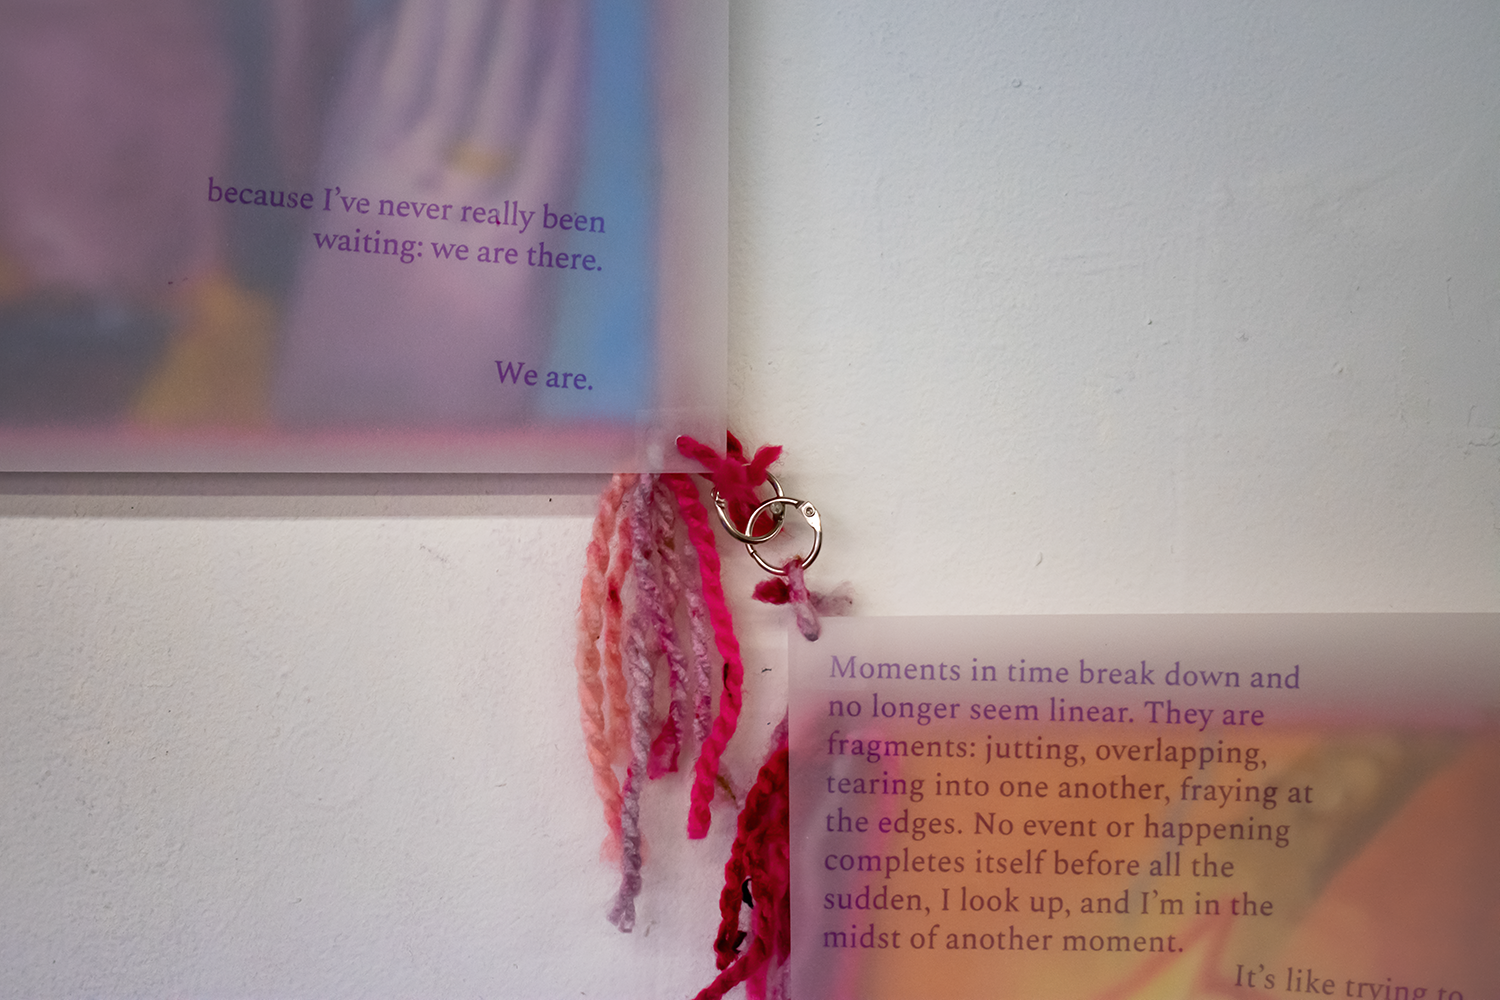 because I’ve never really been
waiting: we are there.
We are.
Moments in time break down and
no longer seem linear. They are
fragments: jutting, overlapping,
tearing into one another, fraying at
the edges. No event or happening
completes itself before all the
sudden, I look up, and I’m in the
midst of another moment.
It’s like trying to